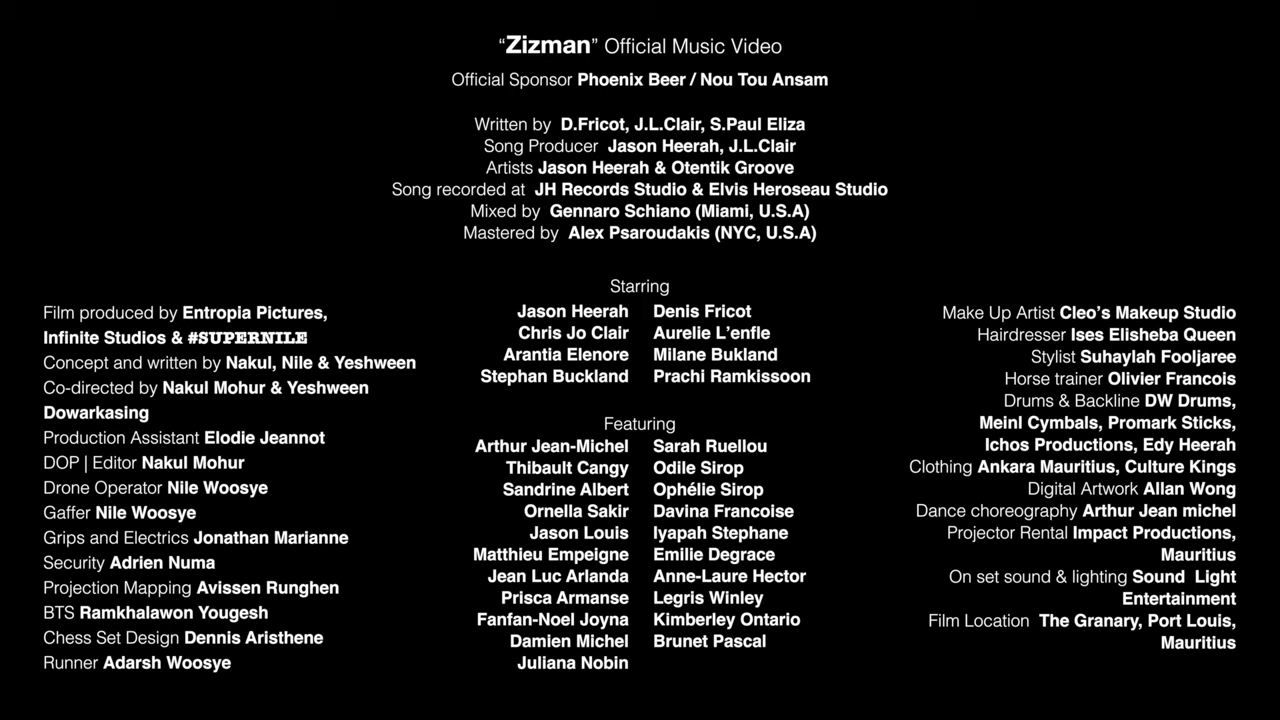 “Zizman” Official Music Video
Official Sponsor Phoenix Beer / Nou Tou Ansam
Written by D.Fricot, J.L.Clair, S.Paul Eliza
Song Producer Jason Heerah, J.L.Clair
Artists Jason Heerah & Otentik Groove
Song recorded at JH Records Studio & Elvis Heroseau Studio
Mixed by Gennaro Schiano (Miami, U.S.A)
Mastered by Alex Psaroudakis (NYC, U.S.A)
Film produced by Entropia Pictures,
Infinite Studios & #SUPERNILE
Concept and written by Nakul, Nile & Yeshween
Co-directed by Nakul Mohur & Yeshween
Dowarkasing
Production Assistant Elodie Jeannot
DOP | Editor Nakul Mohur
Drone Operator Nile Woosye
Gaffer Nile Woosye
Grips and Electrics Jonathan Marianne
Security Adrien Numa
Projection Mapping Avissen Runghen
BTS Ramkhalawon Yougesh
Chess Set Design Dennis Aristhene
Runner Adarsh Woosye
Starring
Jason Heerah Denis Fricot
Chris Jo Clair Aurelie L’enfle
Arantia Elenore Milane Bukland
Stephan Buckland Prachi Ramkissoon
Featuring
Arthur Jean-Michel Sarah Ruellou
Thibault Cangy Odile Sirop
Sandrine Albert Ophélie Sirop
Ornella Sakir Davina Francoise
Jason Louis Iyapah Stephane
Matthieu Empeigne Emilie Degrace
Jean Luc Arlanda Anne-Laure Hector
Prisca Armanse Legris Winley
Fanfan-Noel Joyna Kimberley Ontario
Damien Michel Brunet Pascal
Juliana Nobin
Make Up Artist Cleo’s Makeup Studio
Hairdresser Ises Elisheba Queen
Stylist Suhaylah Fooljaree
Horse trainer Olivier Francois
Drums & Backline DW Drums,
Meinl Cymbals, Promark Sticks,
Ichos Productions, Edy Heerah
Clothing Ankara Mauritius, Culture Kings
Digital Artwork Allan Wong
Dance choreography Arthur Jean michel
Projector Rental Impact Productions,
Mauritius
On set sound & lighting Sound Light
Entertainment
Film Location The Granary, Port Louis,
Mauritius